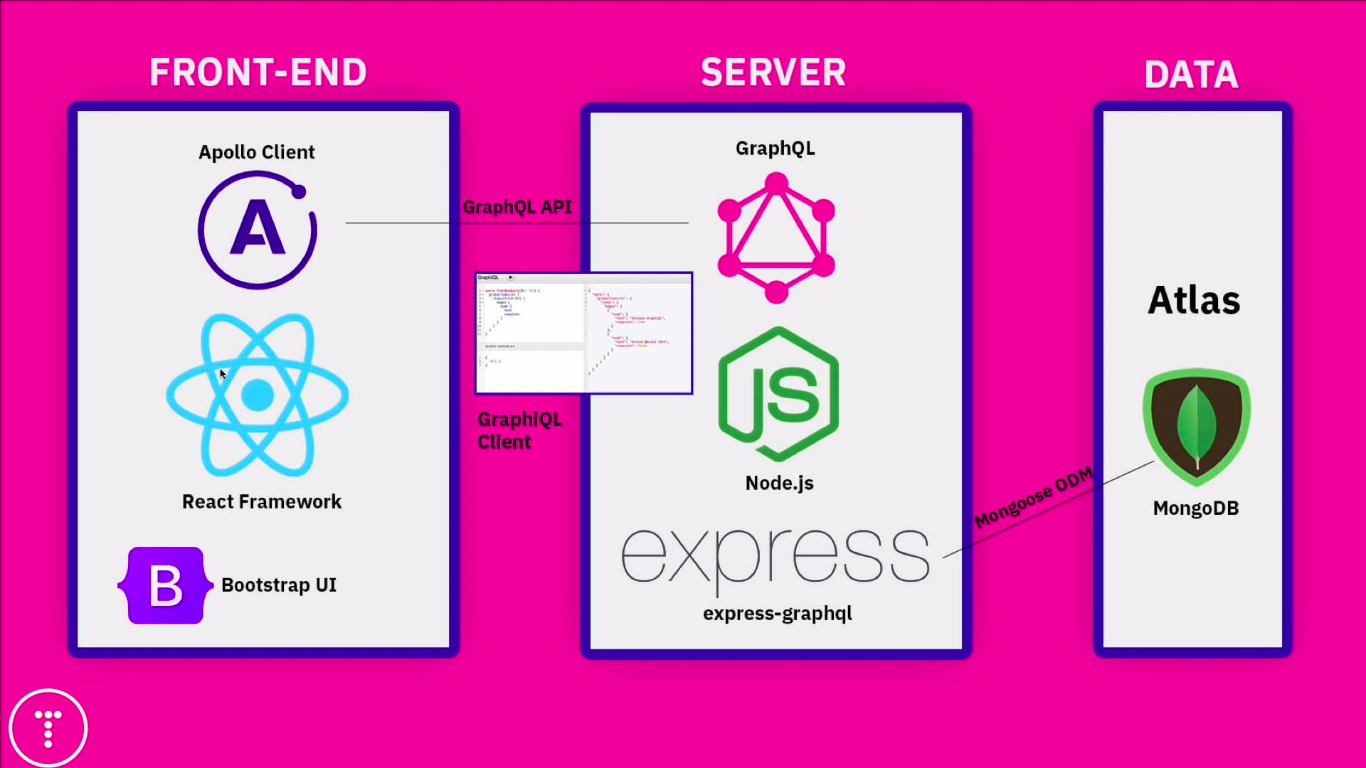 FRONT-END
SERVER
DATA
Apollo Client
A
GraphQL API
GraphQL
GraphiQL
GraphiQL
Client
React Framework
B
Bootstrap UI
JS
Node.js
express
express-graphql
Mongoose ODM
Atlas
MongoDB
T